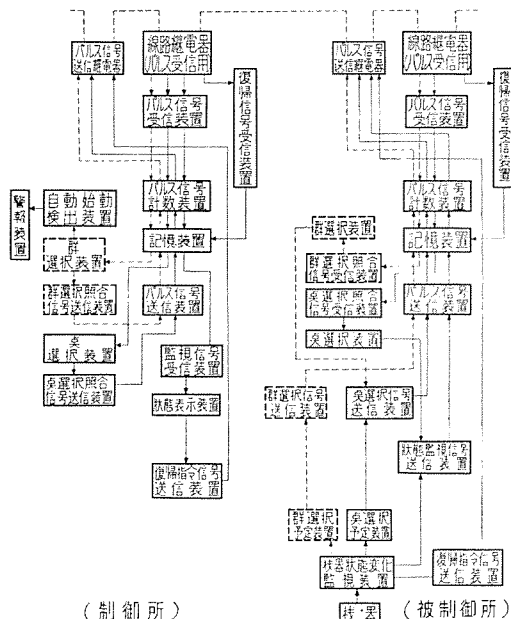 パルス信号
送信継電器
線路継電器
パルス受信用
復帰信号受信装置
パルス信号
受信装置
パルス信号
計数装置
自動始動
検出装置
警報装置
記憶装置
群
選択装置
群選択照合
信号送信装置
パルス信号
送信装置
奌
選択装置
奌選択照合
信号送信装置
監視信号
受信装置
状態表示装置
復帰指令信号
送信装置
(制御所)
パルス信号
送信継電器
線路継電器
パルス受信用
復帰信号受信装置
パルス信号
受信装置
パルス信号
計数装置
群選択装置
記憶装置
群選択照合
信号受信装置
奌選択照合
信号受信装置
パルス信号
送信装置
奌選択装置
群選択信号
送信装置
奌選択信号
送信装置
状態監視信号
送信装置
群選択
予定装置
奌選択
予定装置
機器状態変化
監視装置
復帰指令信号
送信装置
機器
(被制御所)